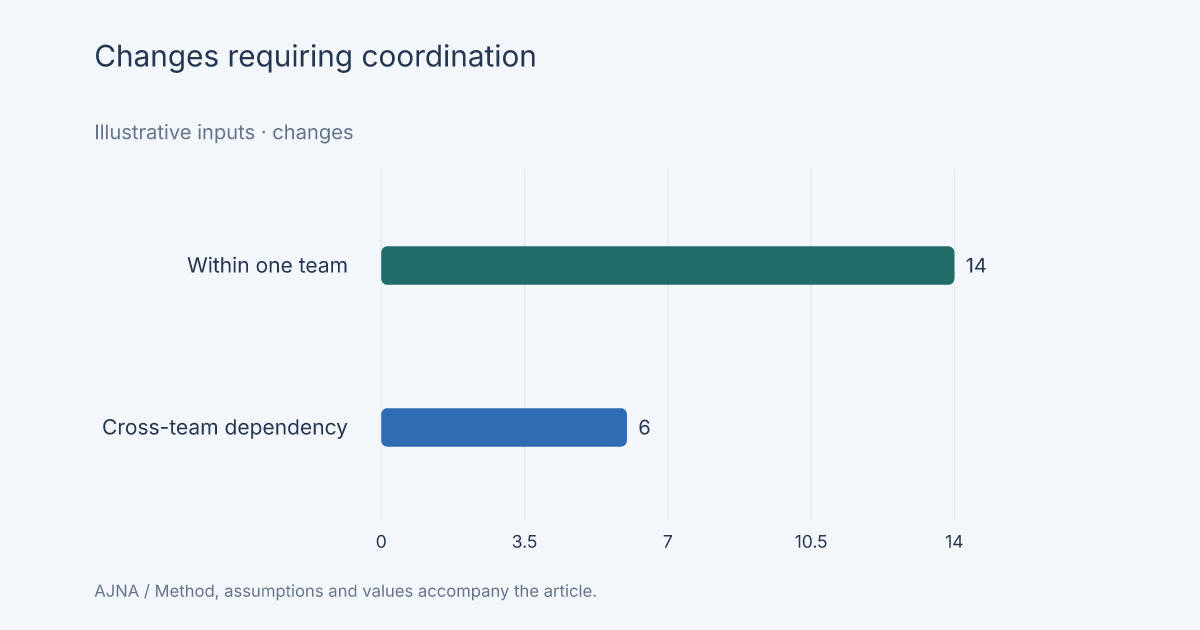 Changes requiring coordination
Illustrative inputs · changes
Within one team
14
Cross-team dependency
6
0 3.5 7 10.5 14
AJNA / Method, assumptions and values accompany the article.